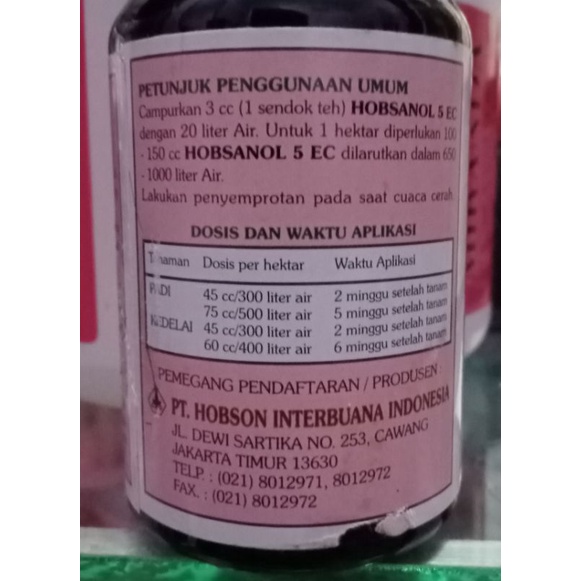 PETUNJUK PENGGUNAAN UMUM
Campurkan 3 cc (1 sendok teh) HOBSANOL 5 EC
dengan 20 liter Air. Untuk 1 hektar diperlukan 100
- 150 cc HOBSANOL 5 EC dilarutkan dalam 650
- 1000 liter Air.
Lakukan penyemprotan pada saat cuaca cerah
DOSIS DAN WAKTU APLIKASI
Tanaman Dosis per hektar Waktu Aplikasi
PADI 45 cc/300 liter air 2 minggu setelah tanam
75 cc/500 liter air 5 minggu setelah tanam
KEDELAI 45 cc/300 liter air 2 minggu setelah tanam
60 cc/400 liter air 6 minggu setelah tanam
PEMEGANG PENDAFTARAN / PRODUSEN :
PT. HOBSON INTERBUANA INDONESIA
JL. DEWI SARTIKA NO. 253, CAWANG
JAKARTA TIMUR 13630
TELP. : (021) 8012971, 8012972
FAX. : (021) 8012972